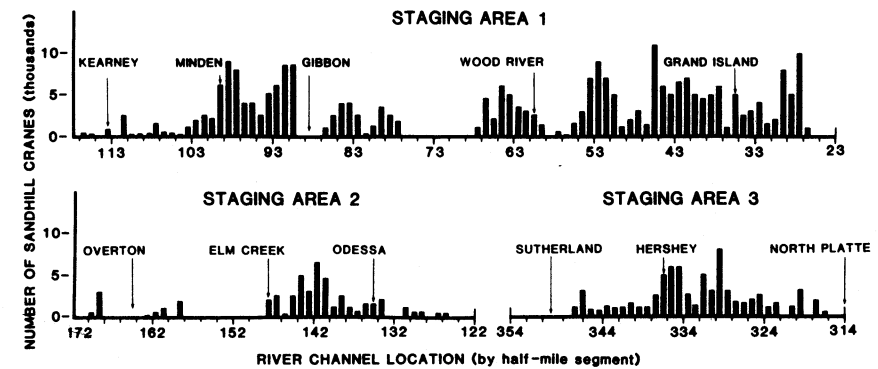 STAGING AREA 1
NUMBER OF SANDHILL CRANES (thousands)
10
5
0
KEARNEY
MINDEN
GIBBON
WOOD RIVER
GRAND ISLAND
113 103 93 83 73 63 53 43 33 23
STAGING AREA 2
10
5
0
OVERTON
ELM CREEK
ODESSA
172 162 152 142 132 122
STAGING AREA 3
SUTHERLAND
HERSHEY
NORTH PLATTE
354 344 334 324 314
RIVER CHANNEL LOCATION (by half-mile segment)